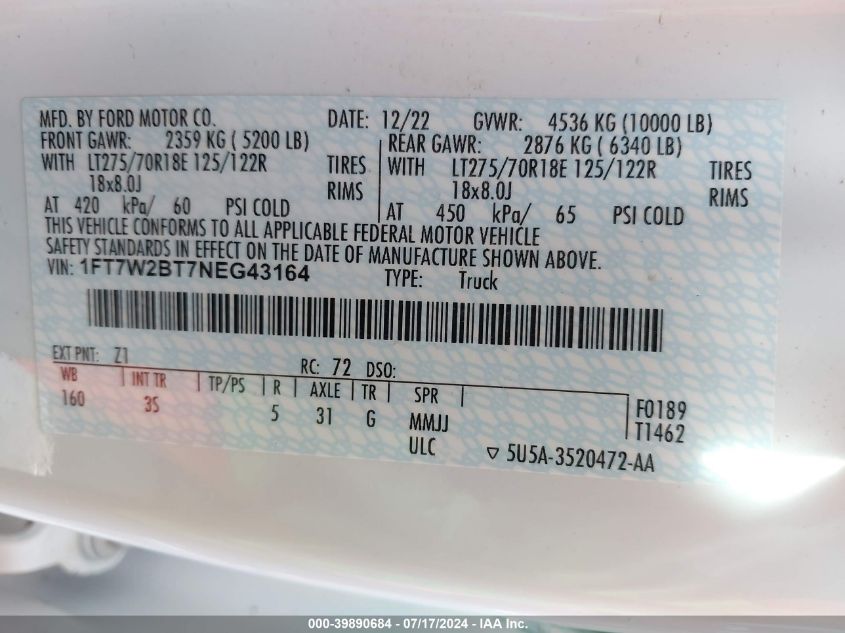 MFD. BY FORD MOTOR CO. DATE: 12/22 GVWR: 4536 KG (10000 LB)
FRONT GAWR: 2359 KG ( 5200 LB) REAR GAWR: 2876 KG ( 6340 LB)
WITH LT275/70R18E 125/122R TIRES WITH LT275/70R18E 125/122R TIRES
18x8.0J RIMS 18x8.0J RIMS
AT 420 kPa/ 60 PSI COLD AT 450 kPa/ 65 PSI COLD
THIS VEHICLE CONFORMS TO ALL APPLICABLE FEDERAL MOTOR VEHICLE
SAFETY STANDARDS IN EFFECT ON THE DATE OF MANUFACTURE SHOWN ABOVE.
VIN: 1FT7W2BT7NEG43164 TYPE: Truck
EXT PNT: Z1 RC: 72 DSO:
WB INT TR TP/PS R AXLE TR SPR
160 3S 5 31 G MMJJ F0189
ULC T1462
▽ 5U5A-3520472-AA
000-39890684 / 07/17/2024 - IAA Inc.